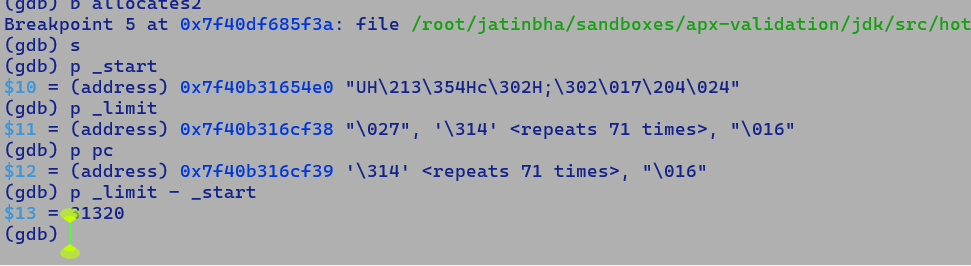 (gdb) b allocates2
Breakpoint 5 at 0x7f40df685f3a: file /root/jatinbha/sandboxes/apx-validation/jdk/src/hot
(gdb) s
(gdb) p _start
$10 = (address) 0x7f40b31654e0 "UH\213\354Hc\302H;\302\017\204\024"
(gdb) p _limit
$11 = (address) 0x7f40b316cf38 "\027", '\314' <repeats 71 times>, "\016"
(gdb) p pc
$12 = (address) 0x7f40b316cf39 '\314' <repeats 71 times>, "\016"
(gdb) p _limit - _start
$13 = 31320
(gdb)